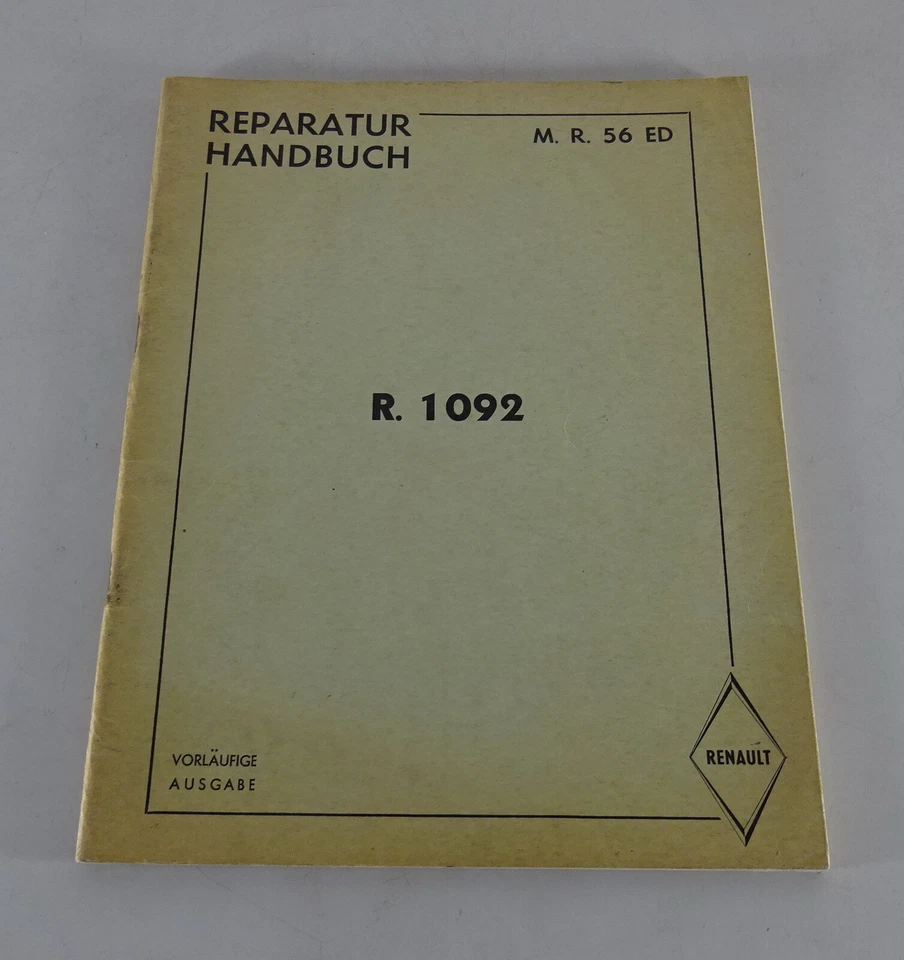 REPARATUR
HANDBUCH
M. R. 56 ED
R. 1092
VORLÄUFIGE
AUSGABE
RENAULT